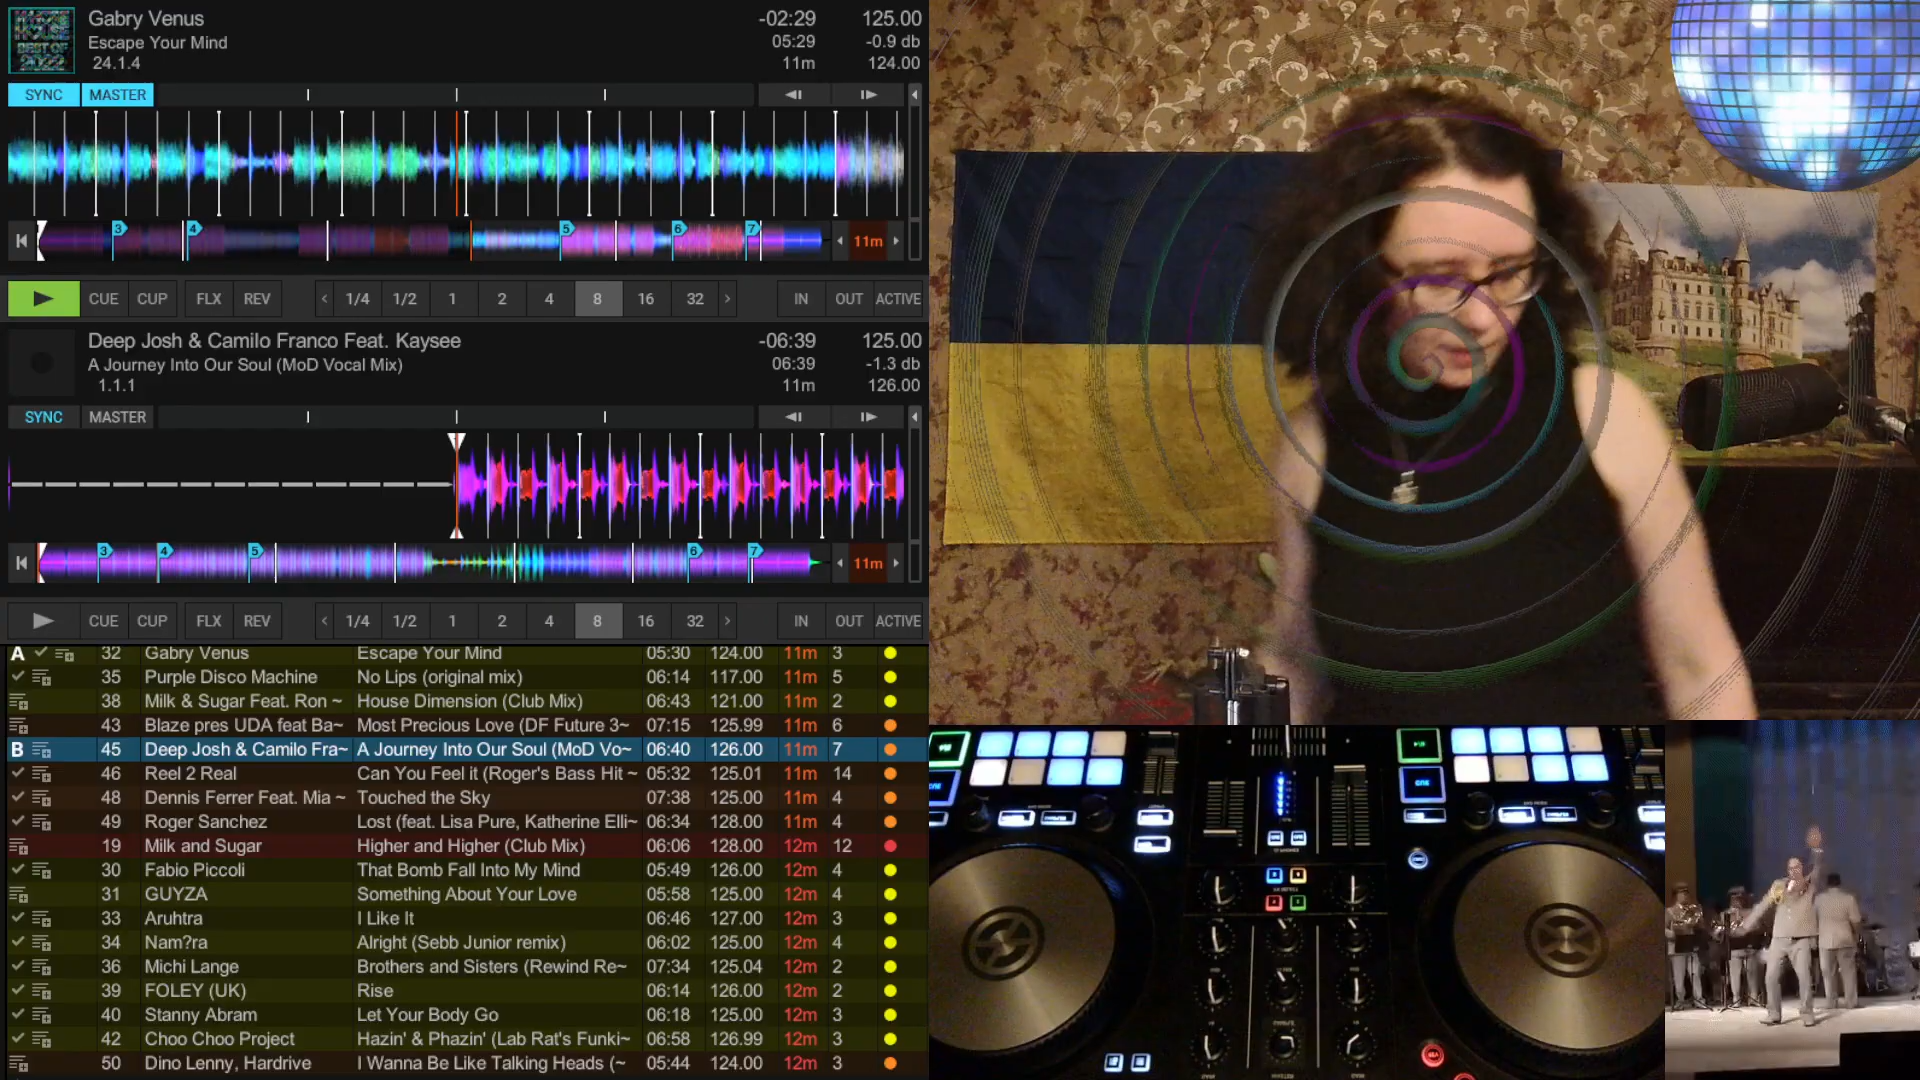 HOUSE
BEST OF
2022
Gabry Venus
-02:29
125.00
Escape Your Mind
05:29
-0.9 db
24.1.4
11m
124.00
SYNC
MASTER
3
4
5
6
7
11m
CUE
CUP
FLX
REV
1/4
1/2
1
2
4
8
16
32
IN
OUT
ACTIVE
Deep Josh & Camilo Franco Feat. Kaysee
-06:39
125.00
A Journey Into Our Soul (MoD Vocal Mix)
06:39
-1.3 db
1.1.1
11m
126.00
SYNC
MASTER
3
4
5
6
7
11m
CUE
CUP
FLX
REV
1/4
1/2
1
2
4
8
16
32
IN
OUT
ACTIVE
A 32 Gabry Venus Escape Your Mind 05:30 124.00 11m 3
35 Purple Disco Machine No Lips (original mix) 06:14 117.00 11m 5
38 Milk & Sugar Feat. Ron ~ House Dimension (Club Mix) 06:43 121.00 11m 2
43 Blaze pres UDA feat Ba~ Most Precious Love (DF Future 3~ 07:15 125.99 11m 6
B 45 Deep Josh & Camilo Fra~ A Journey Into Our Soul (MoD Vo~ 06:40 126.00 11m 7
46 Reel 2 Real Can You Feel it (Roger's Bass Hit ~ 05:32 125.01 11m 14
48 Dennis Ferrer Feat. Mia ~ Touched the Sky 07:38 125.00 11m 4
49 Roger Sanchez Lost (feat. Lisa Pure, Katherine Elli~ 06:34 128.00 11m 4
19 Milk and Sugar Higher and Higher (Club Mix) 06:06 128.00 12m 12
30 Fabio Piccoli That Bomb Fall Into My Mind 05:49 126.00 12m 4
31 GUYZA Something About Your Love 05:58 125.00 12m 4
33 Aruhtra I Like It 06:46 127.00 12m 3
34 Nam?ra Alright (Sebb Junior remix) 06:02 125.00 12m 4
36 Michi Lange Brothers and Sisters (Rewind Re~ 07:34 125.04 12m 2
39 FOLEY (UK) Rise 06:14 126.00 12m 2
40 Stanny Abram Let Your Body Go 06:18 125.00 12m 3
42 Choo Choo Project Hazin' & Phazin' (Lab Rat's Funki~ 06:58 126.99 12m 3
50 Dino Lenny, Hardrive I Wanna Be Like Talking Heads (~ 05:44 124.00 12m 3